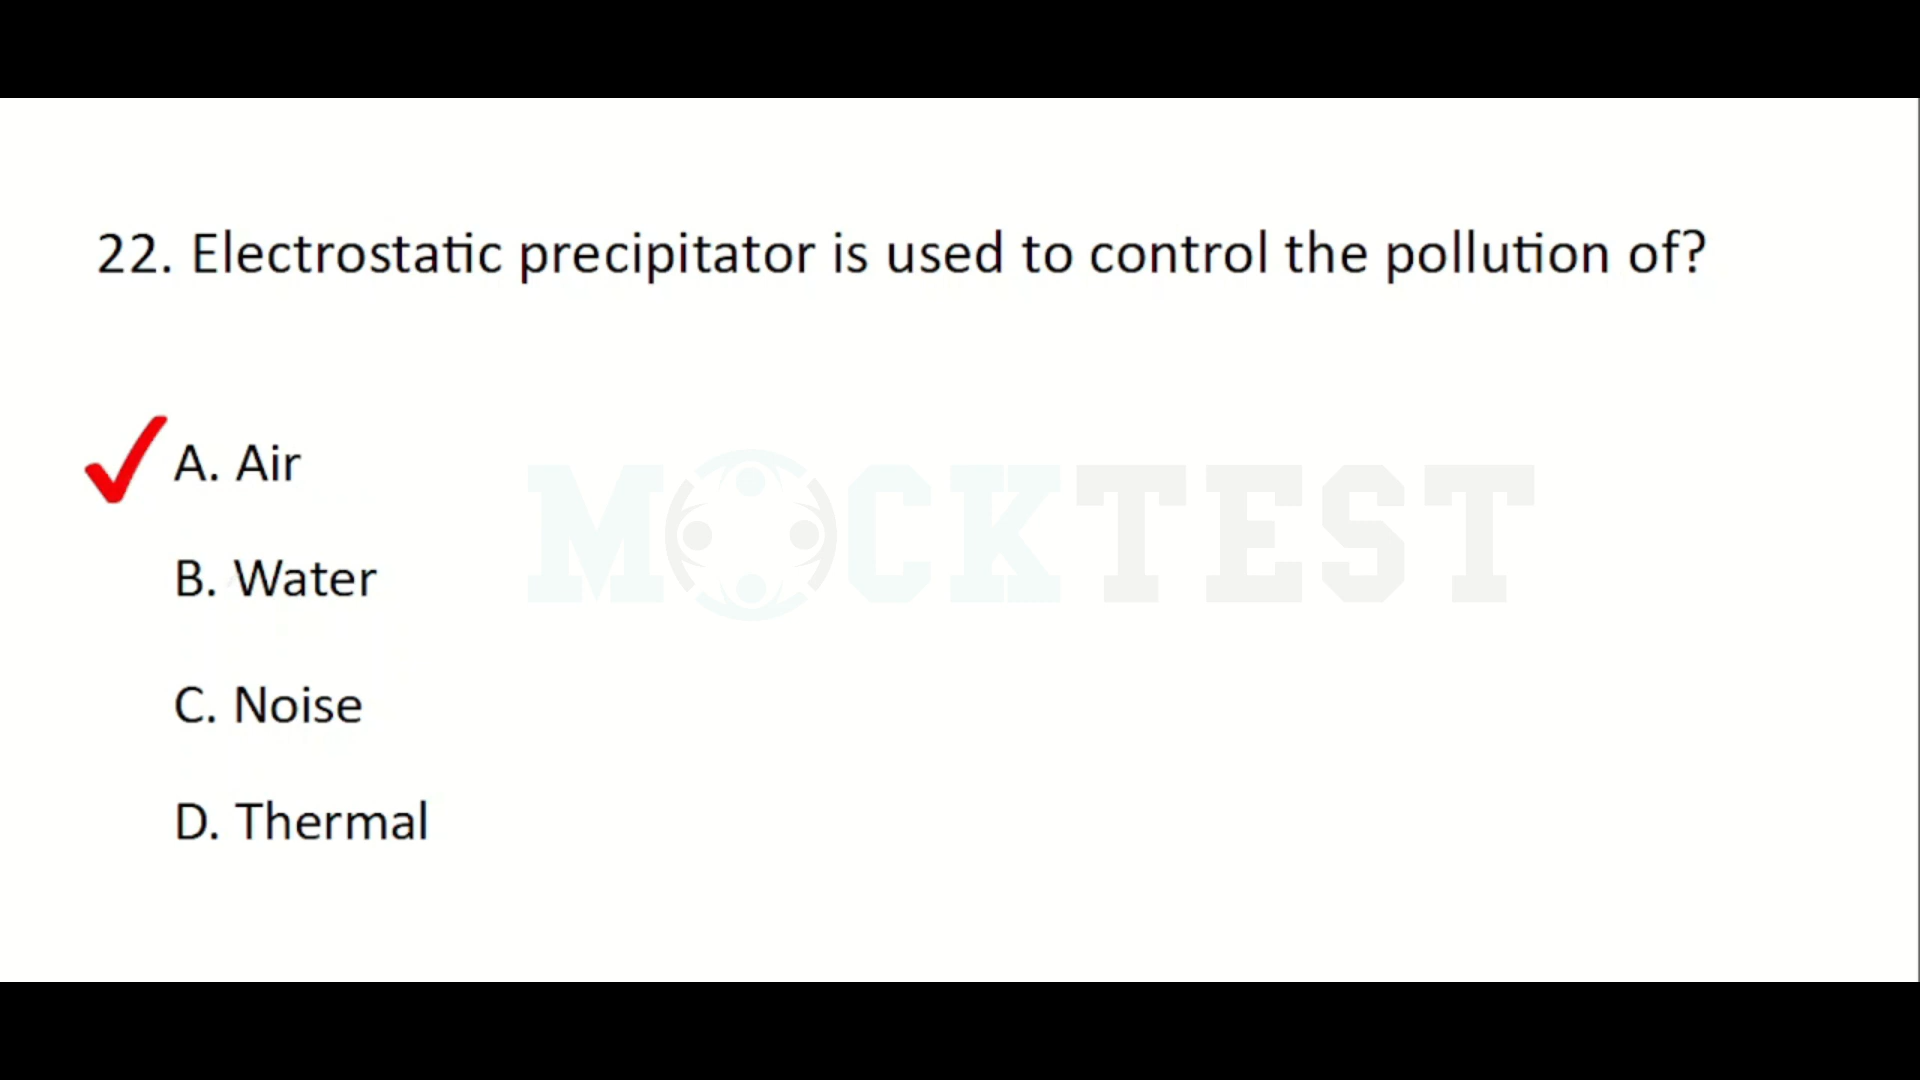 22. Electrostatic precipitator is used to control the pollution of?
A. Air
MOCKTEST
B. Water
C. Noise
D. Thermal